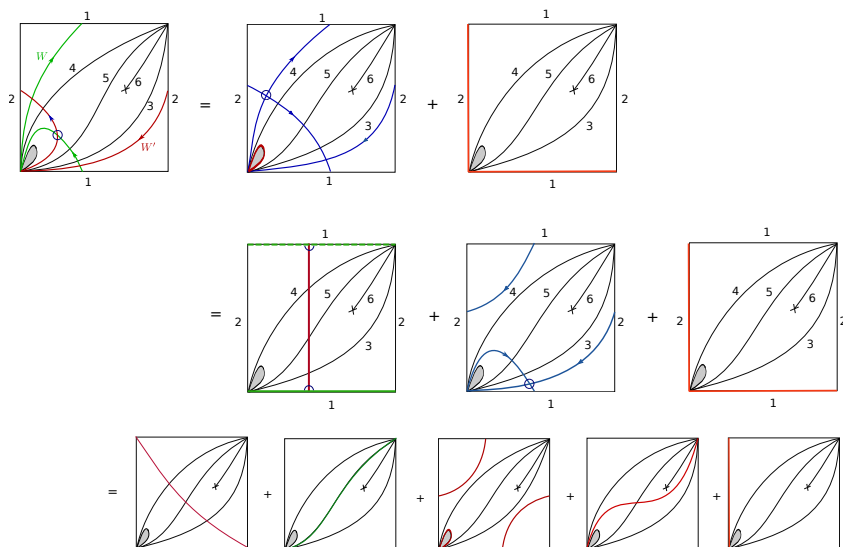 1 1
W 4 5 6 4 5 6 4 5 6
2 3 2 = 2 3 2 + 2 3 2
W'
1 1 1
1 1 1
4 5 6 4 5 6 4 5 6
= 2 3 2 + 2 3 2 + 2 3 2
1 1
= + + + +